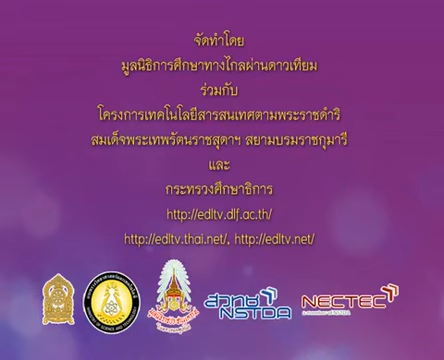 จัดทำโดย
มูลนิธิการศึกษาทางไกลผ่านดาวเทียม
ร่วมกับ
โครงการเทคโนโลยีสารสนเทศตามพระราชดำริ
สมเด็จพระเทพรัตนราชสุดาฯ สยามบรมราชกุมารี
และ
กระทรวงศึกษาธิการ
http://edltv.dlf.ac.th/
http://edltv.thai.net/, http://edltv.net/
สวทช
NSTDA
NECTEC
a member of NSTDA